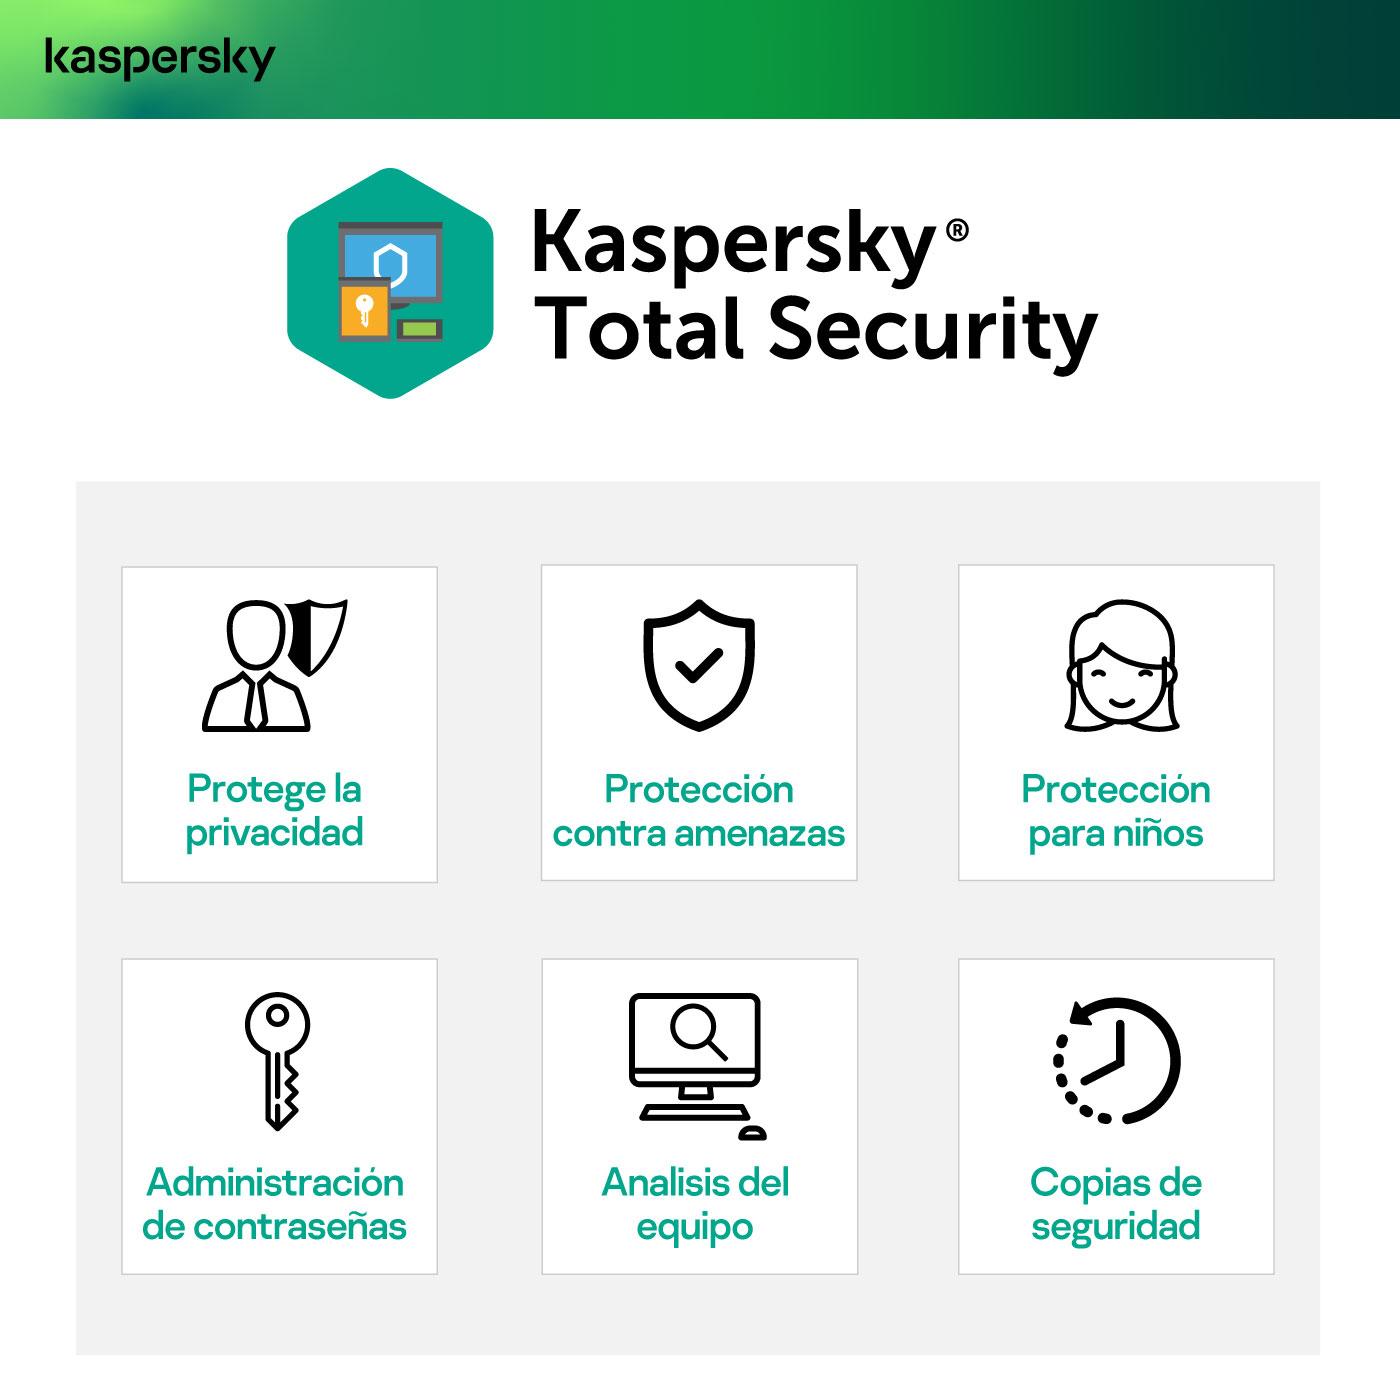 kaspersky
Kaspersky®
Total Security
Protege la
privacidad
Protección
contra amenazas
Protección
para niños
Administración
de contraseñas
Analisis del
equipo
Copias de
seguridad